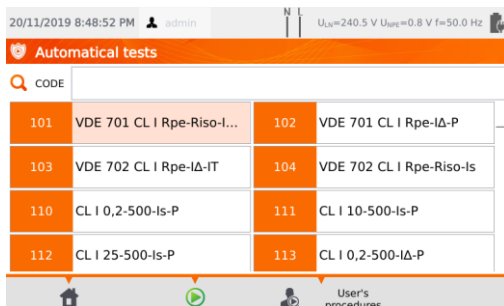 20/11/2019 8:48:52 PM admin N L ULN=240.5 V UNPE=0.8 V f=50.0 Hz
Automatical tests
CODE
101 VDE 701 CL I Rpe-Riso-I... 102 VDE 701 CL I Rpe-IΔ-P
103 VDE 702 CL I Rpe-IΔ-IT 104 VDE 702 CL I Rpe-Riso-Is
110 CL I 0,2-500-Is-P 111 CL I 10-500-Is-P
112 CL I 25-500-Is-P 113 CL I 0,2-500-IΔ-P
User's
procedures